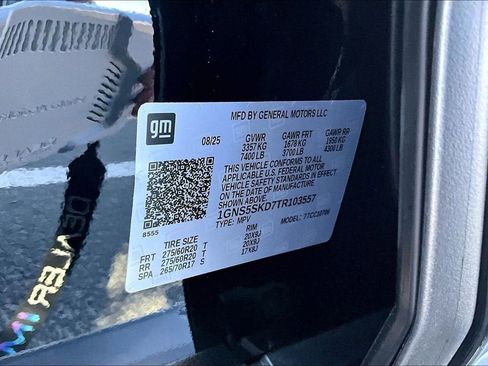 gm
MFD BY GENERAL MOTORS LLC
08/25 GVWR GAWR FRT GAWR RR
3357 KG 1678 KG 1950 KG
7400 LB 3700 LB 4300 LB
THIS VEHICLE CONFORMS TO ALL
APPLICABLE U.S. FEDERAL MOTOR
VEHICLE SAFETY STANDARDS IN EFFECT
ON THE DATE OF MANUFACTURE
SHOWN ABOVE.
1GNS5SKD7TR103557
TYPE: MPV MODEL: 7TCC10706
8555
TIRE SIZE RIM
FRT 275/60R20 T 20X9J
RR 275/60R20 T 20X9J
SPA 265/70R17 S 17X8J